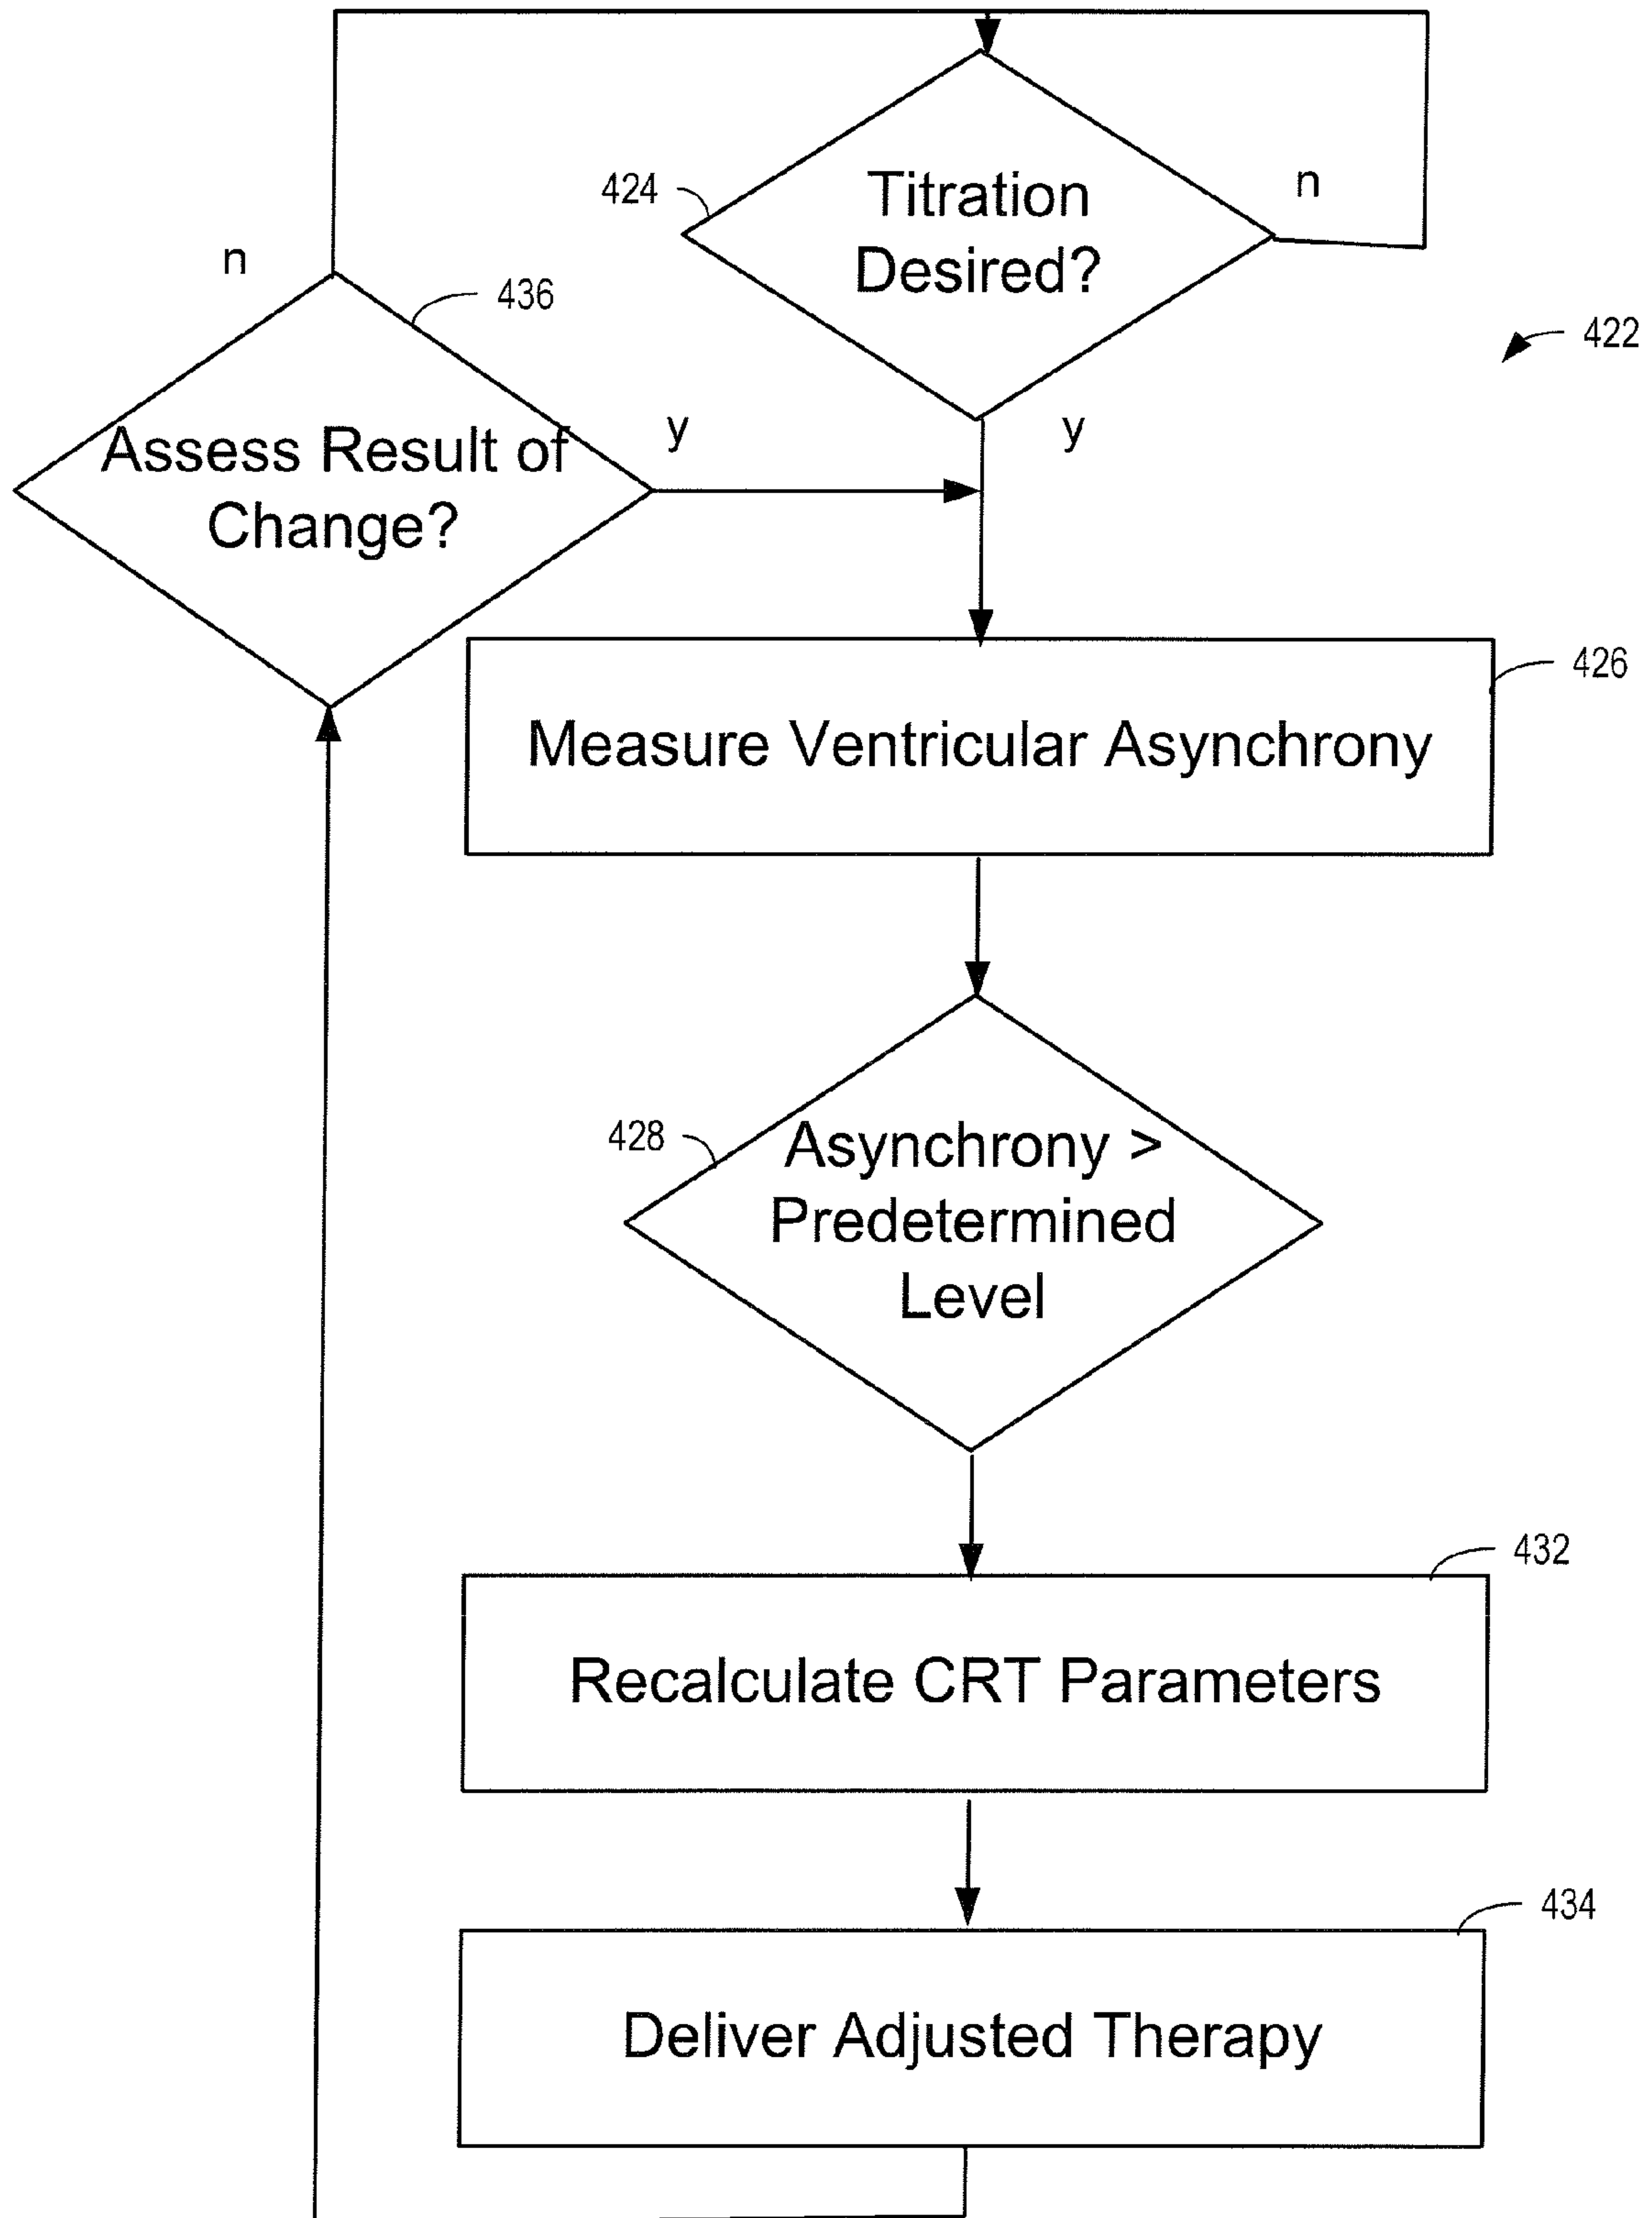 424
Titration
Desired?
n
n
436
422
Assess Result of
Change?
y
y
426
Measure Ventricular Asynchrony
428
Asynchrony >
Predetermined
Level
432
Recalculate CRT Parameters
434
Deliver Adjusted Therapy